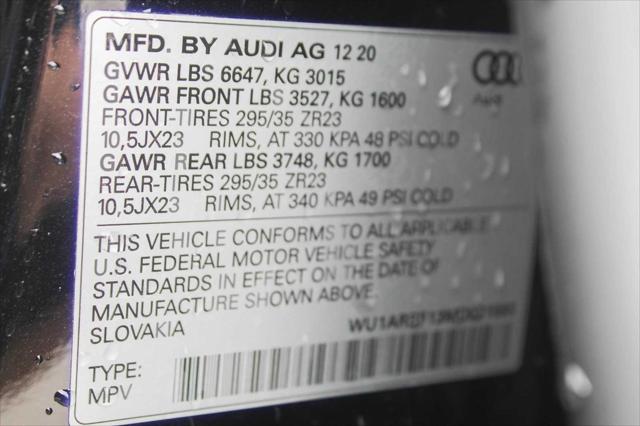 MFD. BY AUDI AG 12 20
GVWR LBS 6647, KG 3015
GAWR FRONT LBS 3527, KG 1600
FRONT-TIRES 295/35 ZR23
10,5JX23 RIMS, AT 330 KPA 48 PSI COLD
GAWR REAR LBS 3748, KG 1700
REAR-TIRES 295/35 ZR23
10,5JX23 RIMS, AT 340 KPA 49 PSI COLD
THIS VEHICLE CONFORMS TO ALL APPLICABLE
U.S. FEDERAL MOTOR VEHICLE SAFETY
STANDARDS IN EFFECT ON THE DATE OF
MANUFACTURE SHOWN ABOVE.
SLOVAKIA
TYPE:
MPV